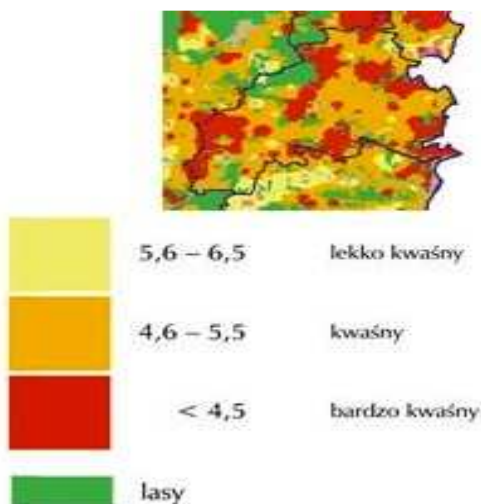 5,6 – 6,5 lekko kwaśny
4,6 – 5,5 kwaśny
< 4,5 bardzo kwaśny
lasy